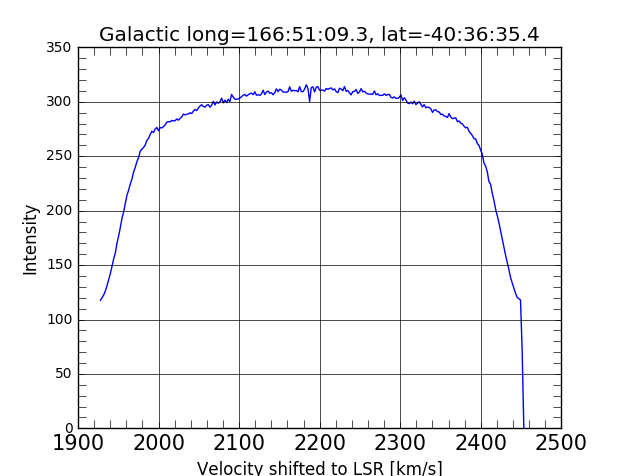 Galactic long=166:51:09.3, lat=-40:36:35.4
350
300
250
200
150
100
50
0
Intensity
1900 2000 2100 2200 2300 2400 2500
Velocity shifted to LSR [km/s]